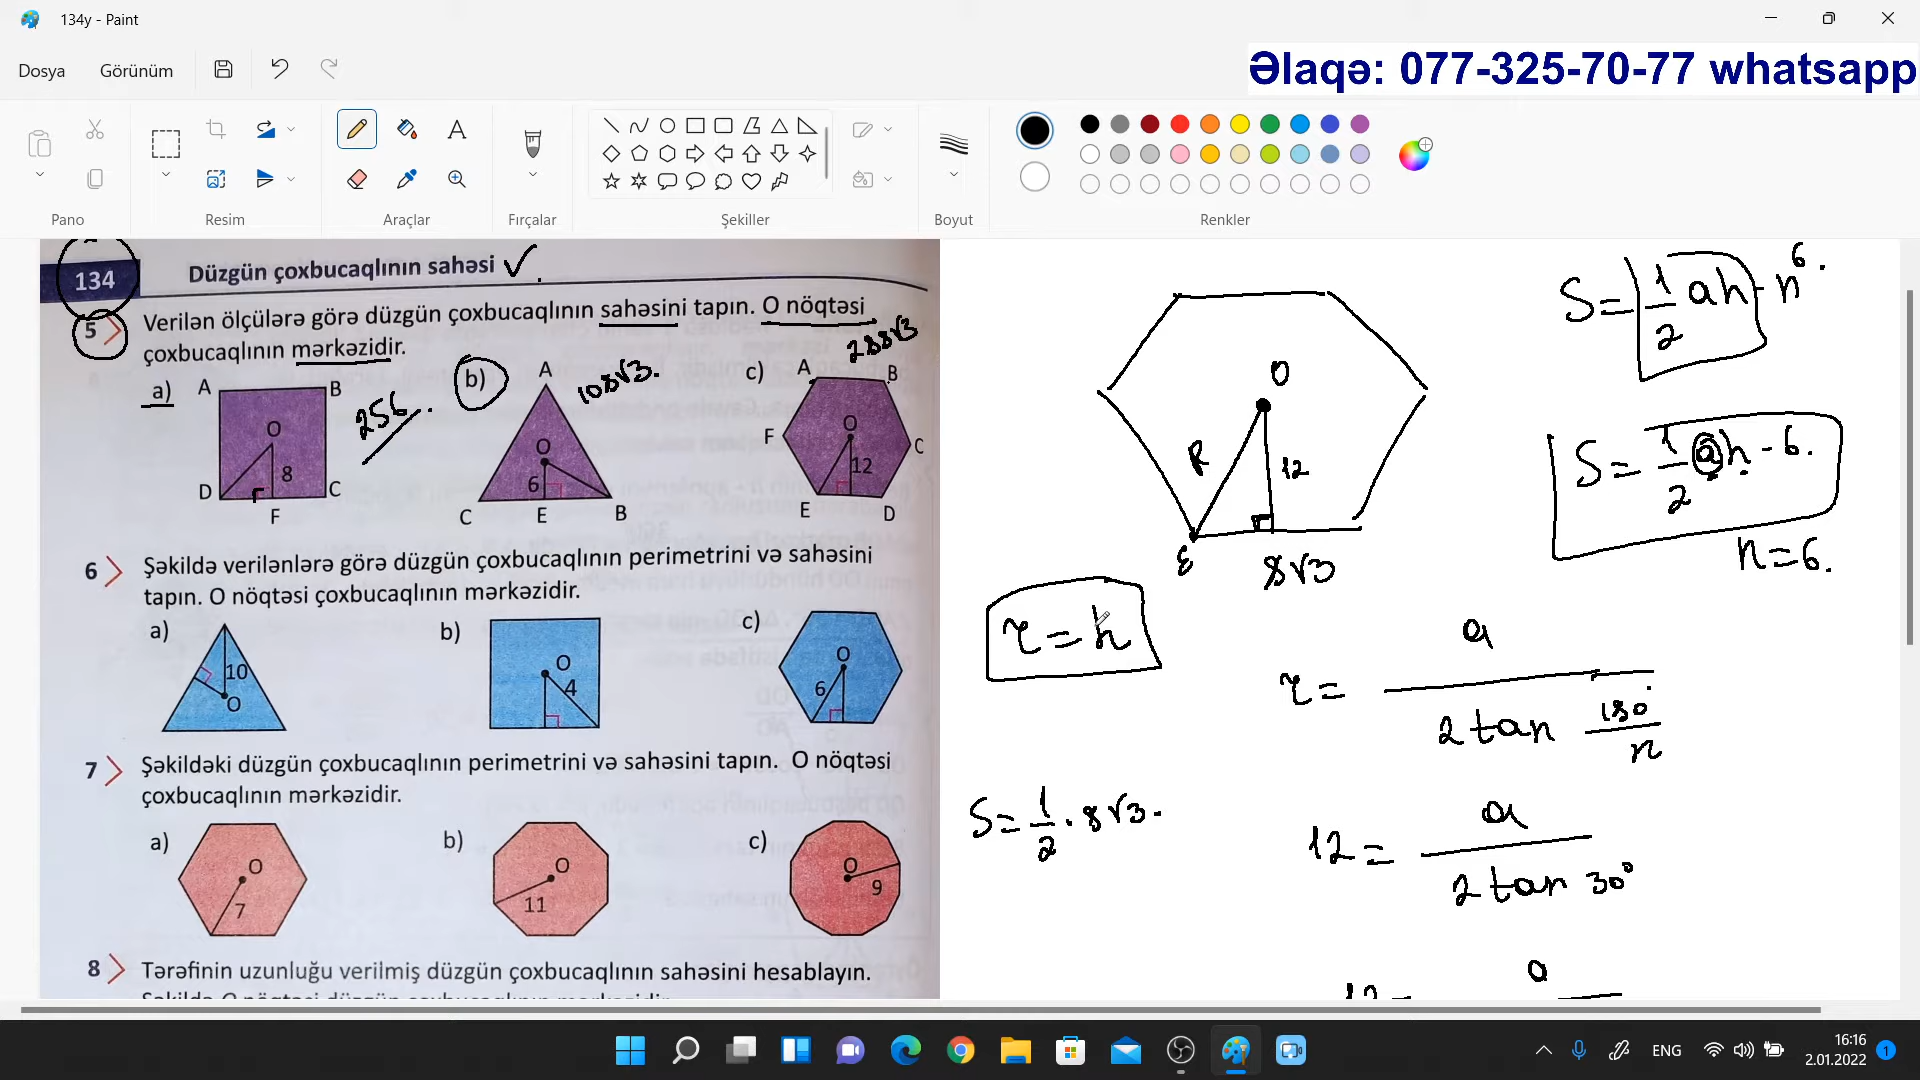 134y - Paint
Dosya
Görünüm
Əlaqə: 077-325-70-77 whatsapp
Pano
Resim
Araçlar
Fırçalar
Şekiller
Boyut
Renkler
134
Düzgün çoxbucaqlının sahəsi
5
Verilən ölçülərə görə düzgün çoxbucaqlının sahəsini tapın. O nöqtəsi
çoxbucaqlının mərkəzidir.
a)
A
B
O
8
D
C
F
256
b)
A
108√3.
O
6
C
E
B
c)
288√3
A
B
F
O
C
12
E
D
6
Şəkildə verilənlərə görə düzgün çoxbucaqlının perimetrini və sahəsini
tapın. O nöqtəsi çoxbucaqlının mərkəzidir.
a)
10
O
b)
O
4
c)
O
6
7
Şəkildəki düzgün çoxbucaqlının perimetrini və sahəsini tapın. O nöqtəsi
çoxbucaqlının mərkəzidir.
a)
O
7
b)
O
11
c)
O
9
8
Tərəfinin uzunluğu verilmiş düzgün çoxbucaqlının sahəsini hesablayın.
O
R
12
E
8√3
S = 1/2 ah · n 6.
S = 1/2 ah · 6.
n = 6.
r = h
r = a / 2 tan 180°/n
S = 1/2 · 8√3 ·
12 = a / 2 tan 30°
a
12 =
ENG
16:16
2.01.2022
1